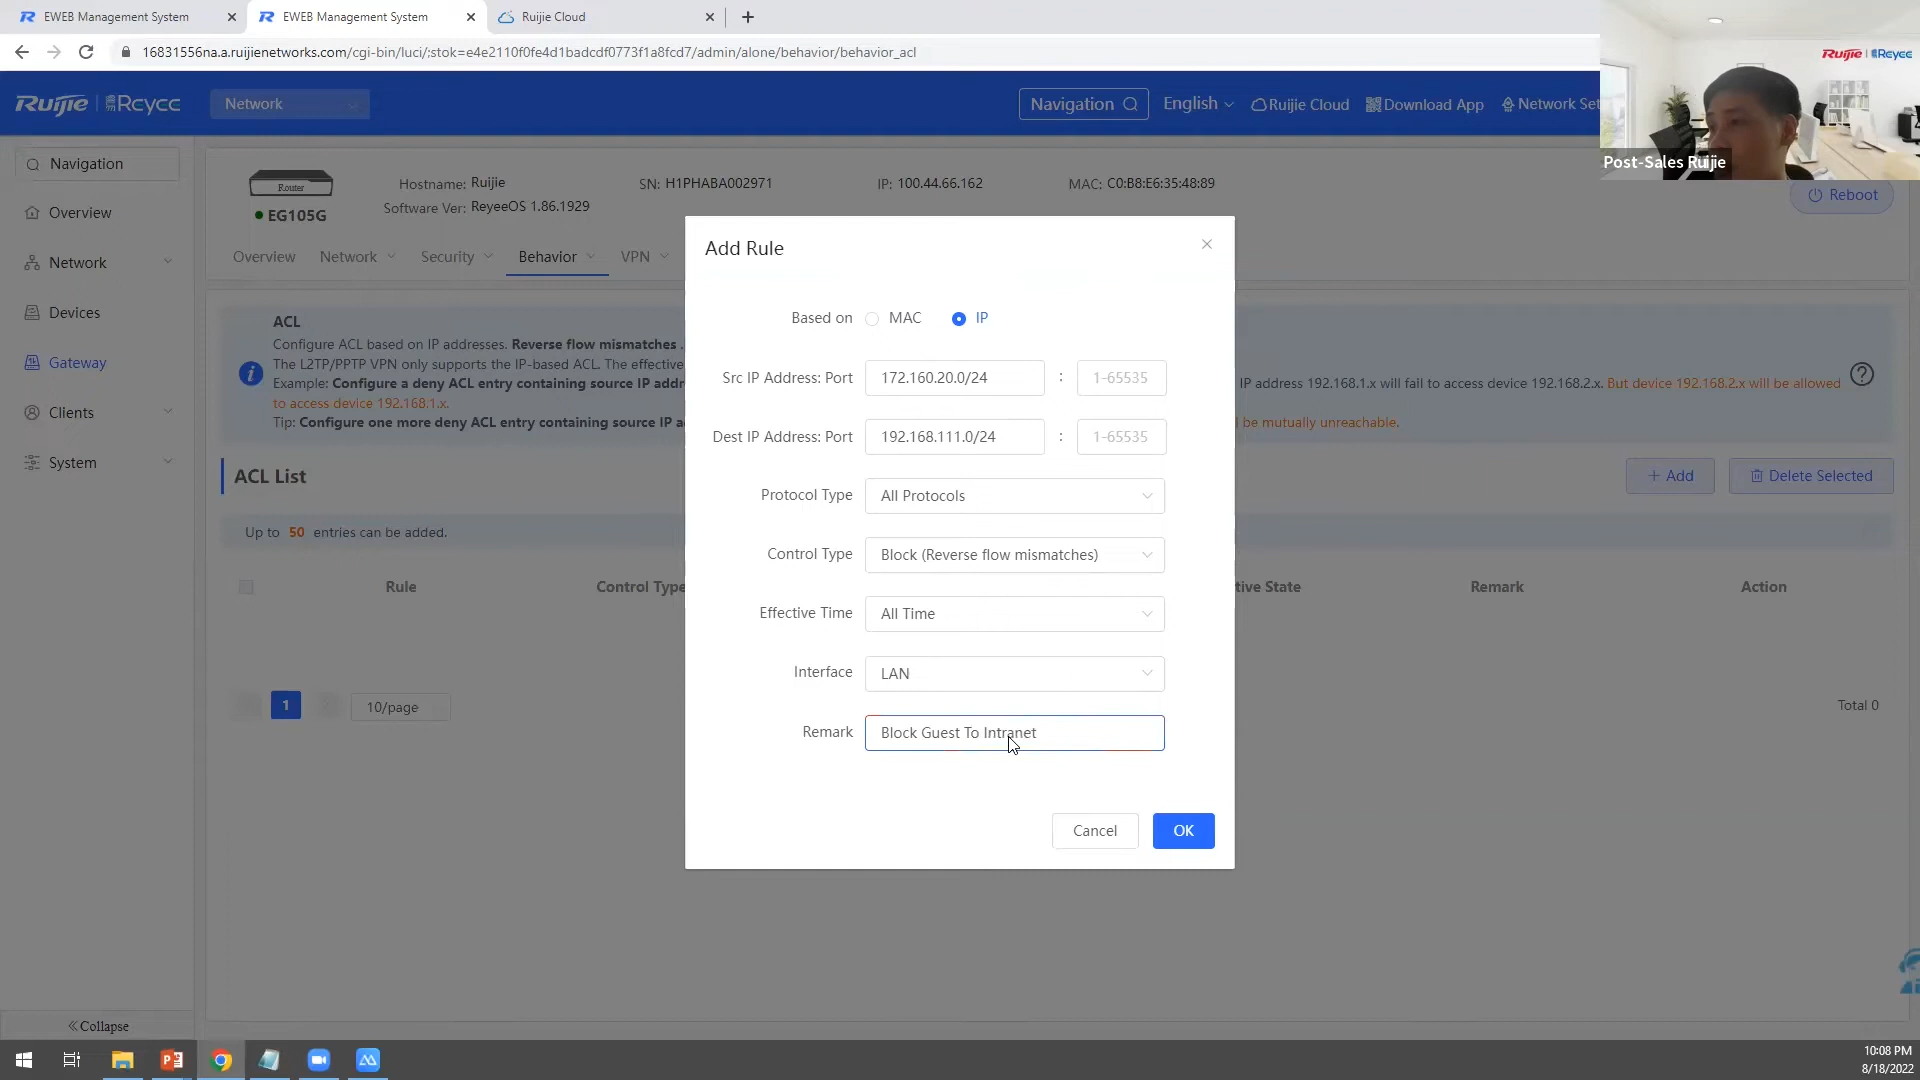 EWEB Management System
EWEB Management System
Ruijie Cloud
16831556na.a.ruijienetworks.com/cgi-bin/luci/;stok=e4e2110f0fe4d1badcdf0773f1a8fcd7/admin/alone/behavior/behavior_acl
Ruijie | Reyee
Post-Sales Ruijie
Ruijie | Reyee
Network
Navigation
English
Ruijie Cloud
Download App
Network Set
Navigation
Overview
Network
Devices
Gateway
Clients
System
Collapse
Router
EG105G
Hostname: Ruijie
SN: H1PHABA002971
IP: 100.44.66.162
MAC: C0:B8:E6:35:48:89
Software Ver: ReyeeOS 1.86.1929
Reboot
Overview
Network
Security
Behavior
VPN
ACL
Configure ACL based on IP addresses. Reverse flow mismatches .
The L2TP/PPTP VPN only supports the IP-based ACL. The effective
Example: Configure a deny ACL entry containing source IP addr
IP address 192.168.1.x will fail to access device 192.168.2.x. But device 192.168.2.x will be allowed
to access device 192.168.1.x.
Tip: Configure one more deny ACL entry containing source IP a
be mutually unreachable.
ACL List
+ Add
Delete Selected
Up to 50 entries can be added.
Rule
Control Type
tive State
Remark
Action
1
10/page
Total 0
Add Rule
Based on
MAC
IP
Src IP Address: Port
172.160.20.0/24
:
1-65535
Dest IP Address: Port
192.168.111.0/24
:
1-65535
Protocol Type
All Protocols
Control Type
Block (Reverse flow mismatches)
Effective Time
All Time
Interface
LAN
Remark
Block Guest To Intranet
Cancel
OK
10:08 PM
8/18/2022